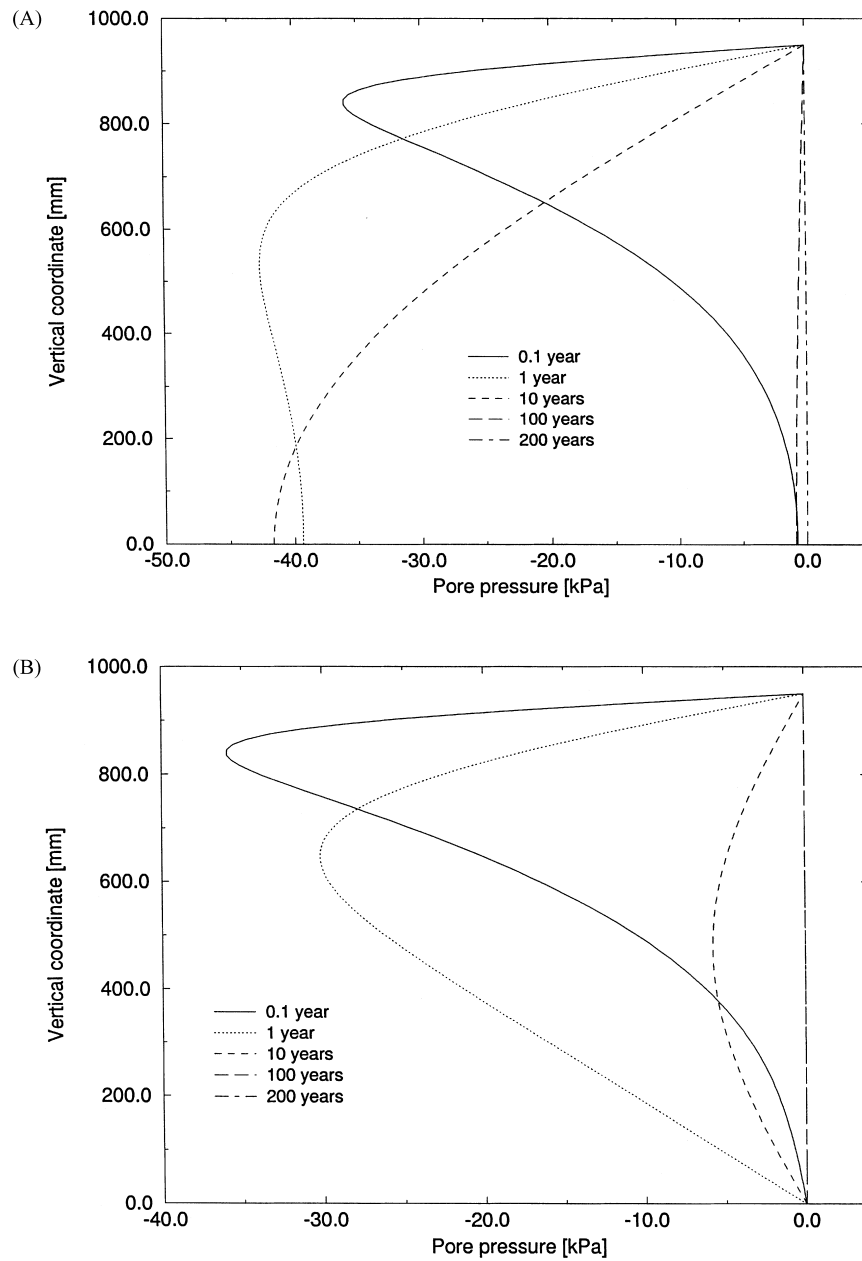 (A)
1000.0
800.0
600.0
400.0
200.0
0.0
Vertical coordinate [mm]
0.1 year
1 year
10 years
100 years
200 years
-50.0 -40.0 -30.0 -20.0 -10.0 0.0
Pore pressure [kPa]
(B)
1000.0
800.0
600.0
400.0
200.0
0.0
Vertical coordinate [mm]
0.1 year
1 year
10 years
100 years
200 years
-40.0 -30.0 -20.0 -10.0 0.0
Pore pressure [kPa]